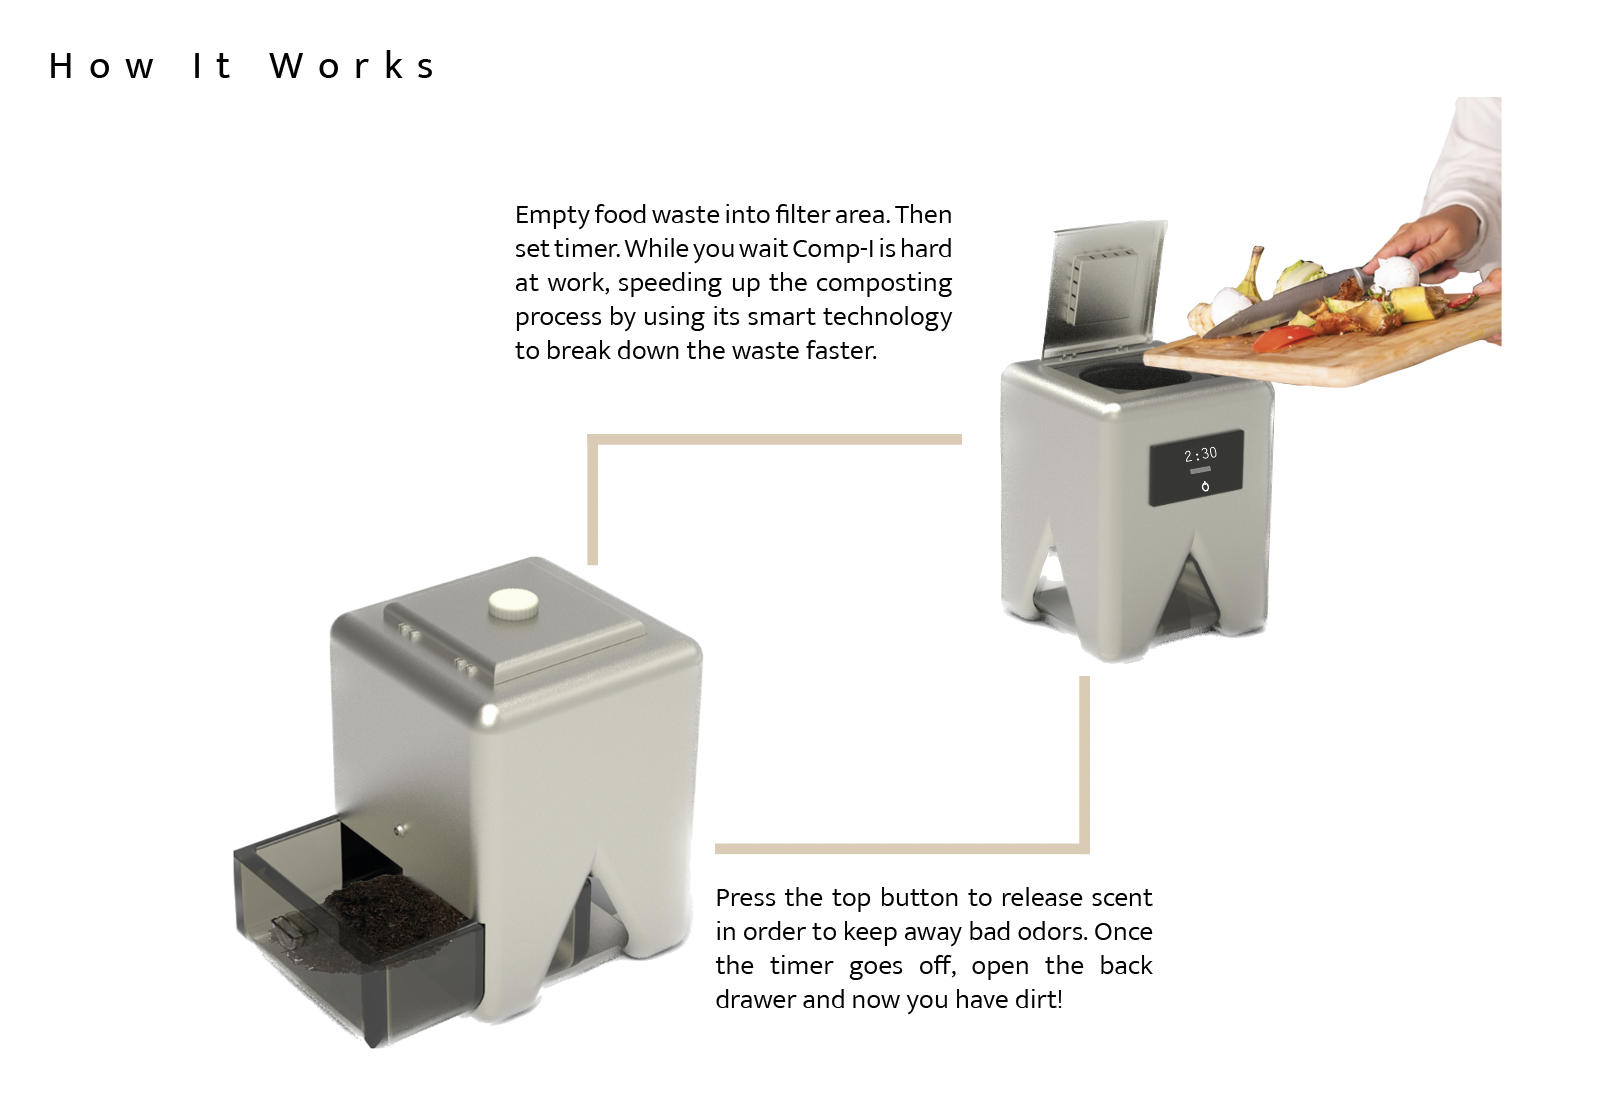 How It Works
Empty food waste into filter area. Then
set timer. While you wait Comp-I is hard
at work, speeding up the composting
process by using its smart technology
to break down the waste faster.
2:30
Press the top button to release scent
in order to keep away bad odors. Once
the timer goes off, open the back
drawer and now you have dirt!